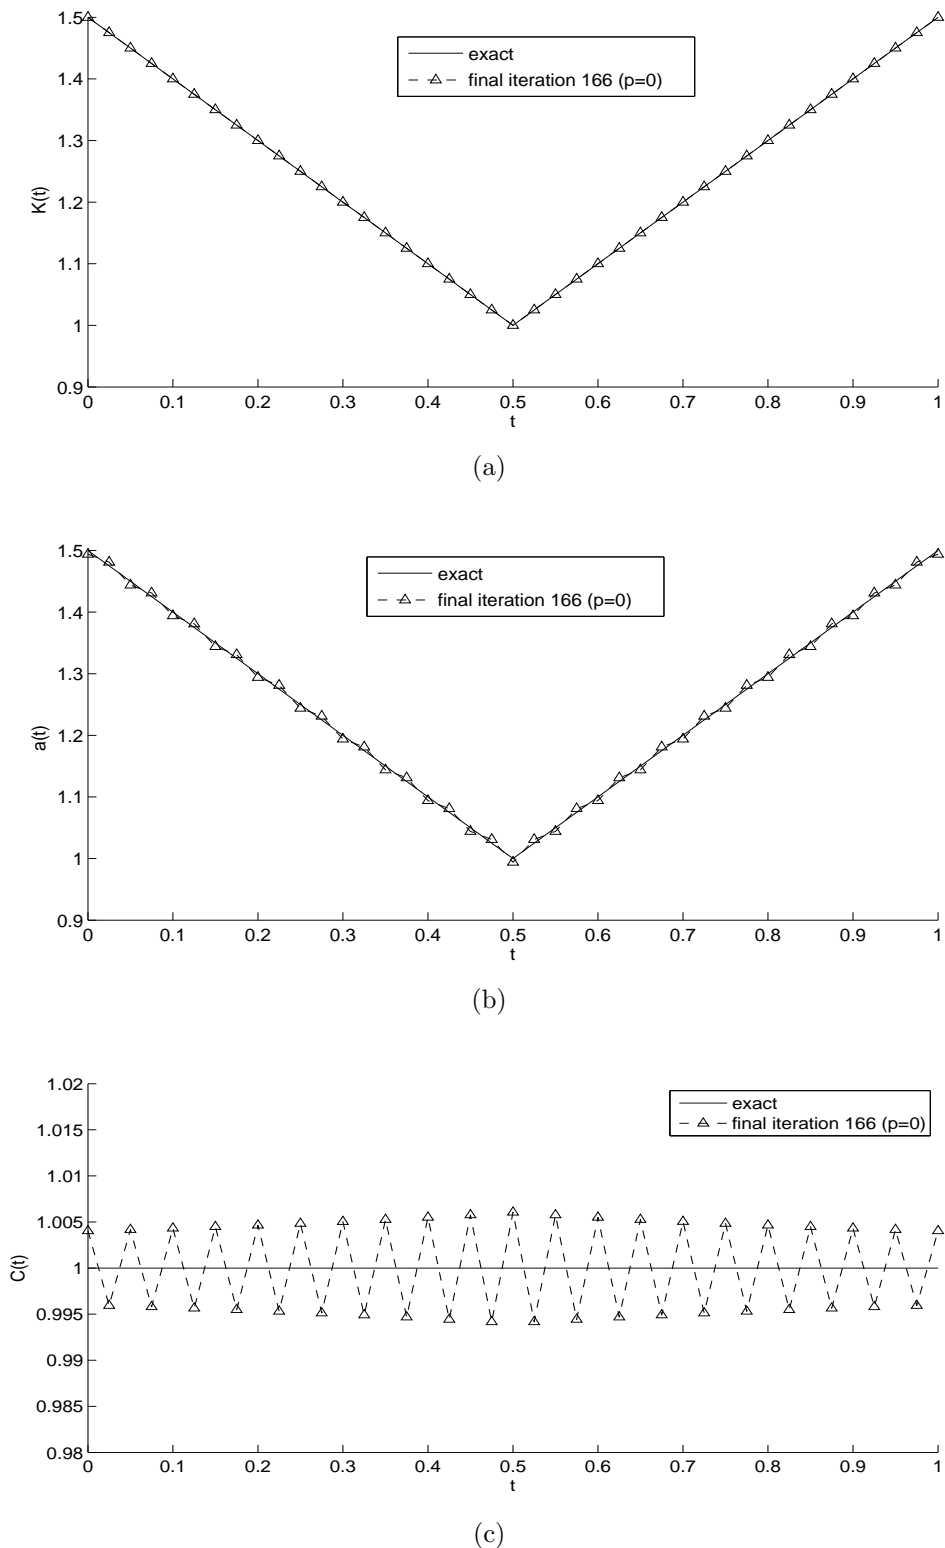 1.5
1.4
1.3
1.2
1.1
1
0.9
K(t)
exact
final iteration 166 (p=0)
0 0.1 0.2 0.3 0.4 0.5 0.6 0.7 0.8 0.9 1
t
(a)
1.5
1.4
1.3
1.2
1.1
1
0.9
a(t)
exact
final iteration 166 (p=0)
0 0.1 0.2 0.3 0.4 0.5 0.6 0.7 0.8 0.9 1
t
(b)
1.02
1.015
1.01
1.005
1
0.995
0.99
0.985
0.98
C(t)
exact
final iteration 166 (p=0)
0 0.1 0.2 0.3 0.4 0.5 0.6 0.7 0.8 0.9 1
t
(c)